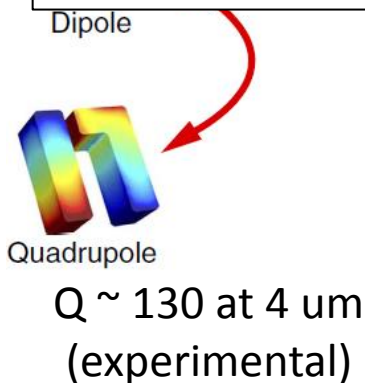 Dipole
Quadrupole
Q ~ 130 at 4 um
(experimental)